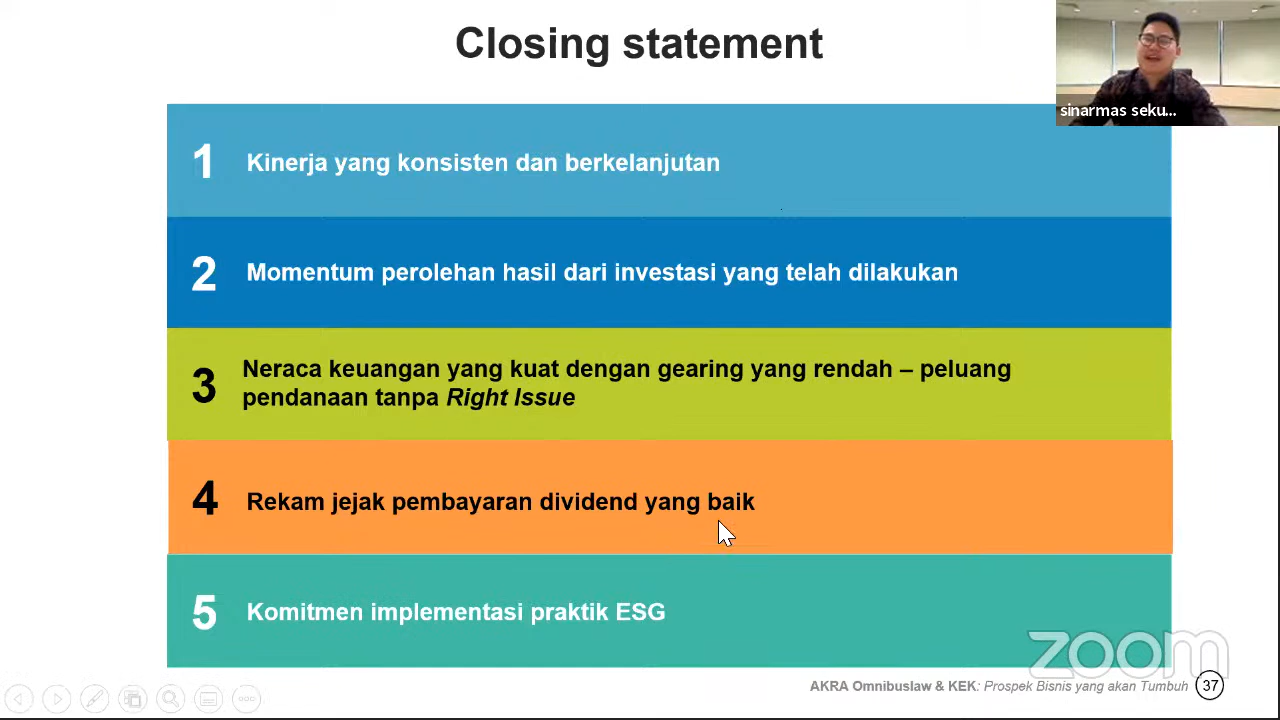 Closing statement
sinarmas seku...
1 Kinerja yang konsisten dan berkelanjutan
2 Momentum perolehan hasil dari investasi yang telah dilakukan
3 Neraca keuangan yang kuat dengan gearing yang rendah – peluang
pendanaan tanpa Right Issue
4 Rekam jejak pembayaran dividend yang baik
5 Komitmen implementasi praktik ESG
zoom
AKRA Omnibuslaw & KEK: Prospek Bisnis yang akan Tumbuh 37